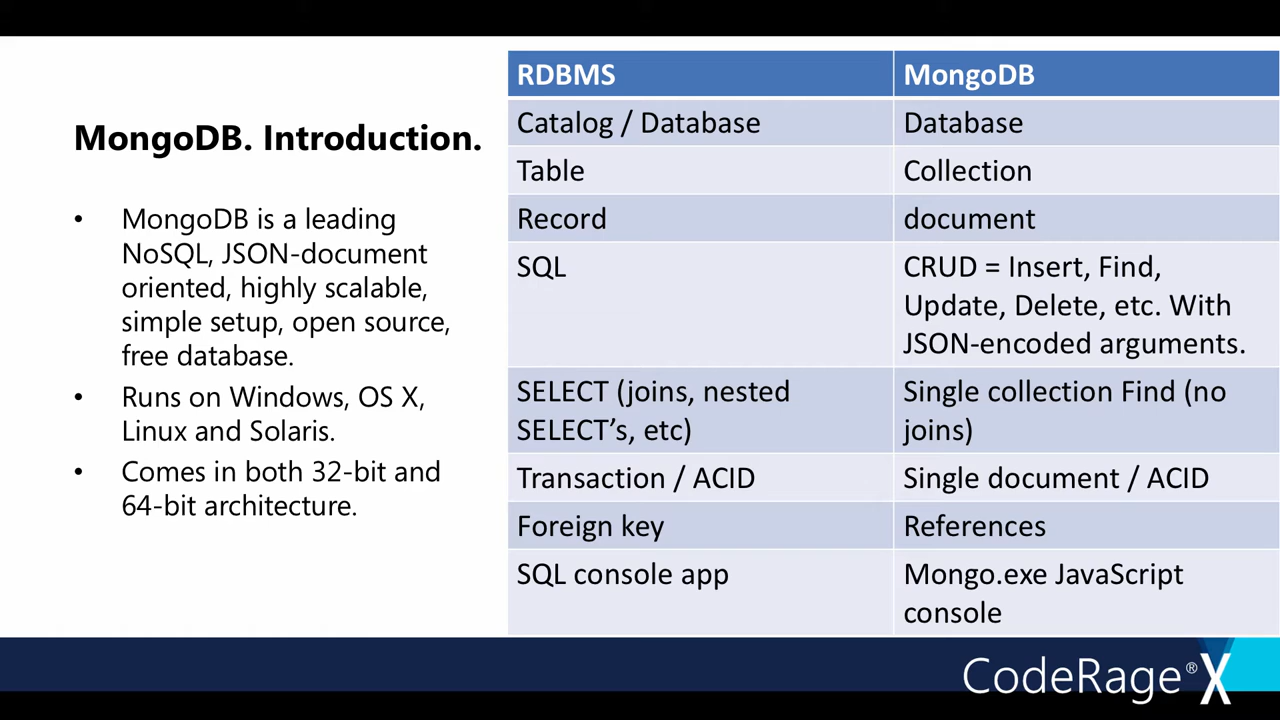 MongoDB. Introduction.
• MongoDB is a leading
NoSQL, JSON-document
oriented, highly scalable,
simple setup, open source,
free database.
• Runs on Windows, OS X,
Linux and Solaris.
• Comes in both 32-bit and
64-bit architecture.
RDBMS MongoDB
Catalog / Database Database
Table Collection
Record document
SQL CRUD = Insert, Find,
Update, Delete, etc. With
JSON-encoded arguments.
SELECT (joins, nested Single collection Find (no
SELECT’s, etc) joins)
Transaction / ACID Single document / ACID
Foreign key References
SQL console app Mongo.exe JavaScript
console
CodeRage® X